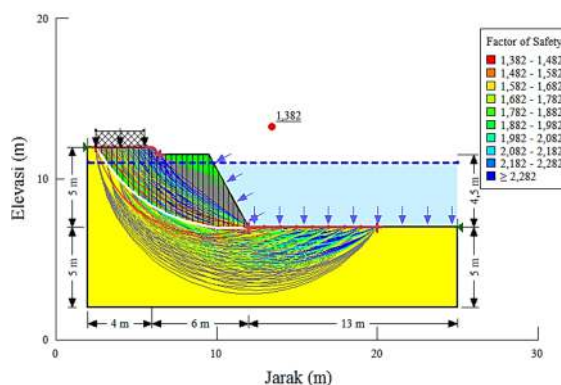 20
Elevasi (m)
10
0
5 m
5 m
4 m
6 m
13 m
4,5 m
5 m
1,382
0
10
20
30
Jarak (m)
Factor of Safety
1,382 - 1,482
1,482 - 1,582
1,582 - 1,682
1,682 - 1,782
1,782 - 1,882
1,882 - 1,982
1,982 - 2,082
2,082 - 2,182
2,182 - 2,282
≥ 2,282